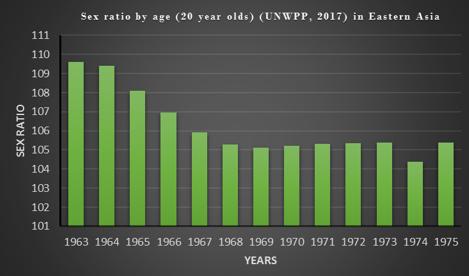 Sex ratio by age (20 year olds) (UNWPP, 2017) in Eastern Asia
111
110
109
108
107
106
105
104
103
102
101
SEX RATIO
1963 1964 1965 1966 1967 1968 1969 1970 1971 1972 1973 1974 1975
YEARS